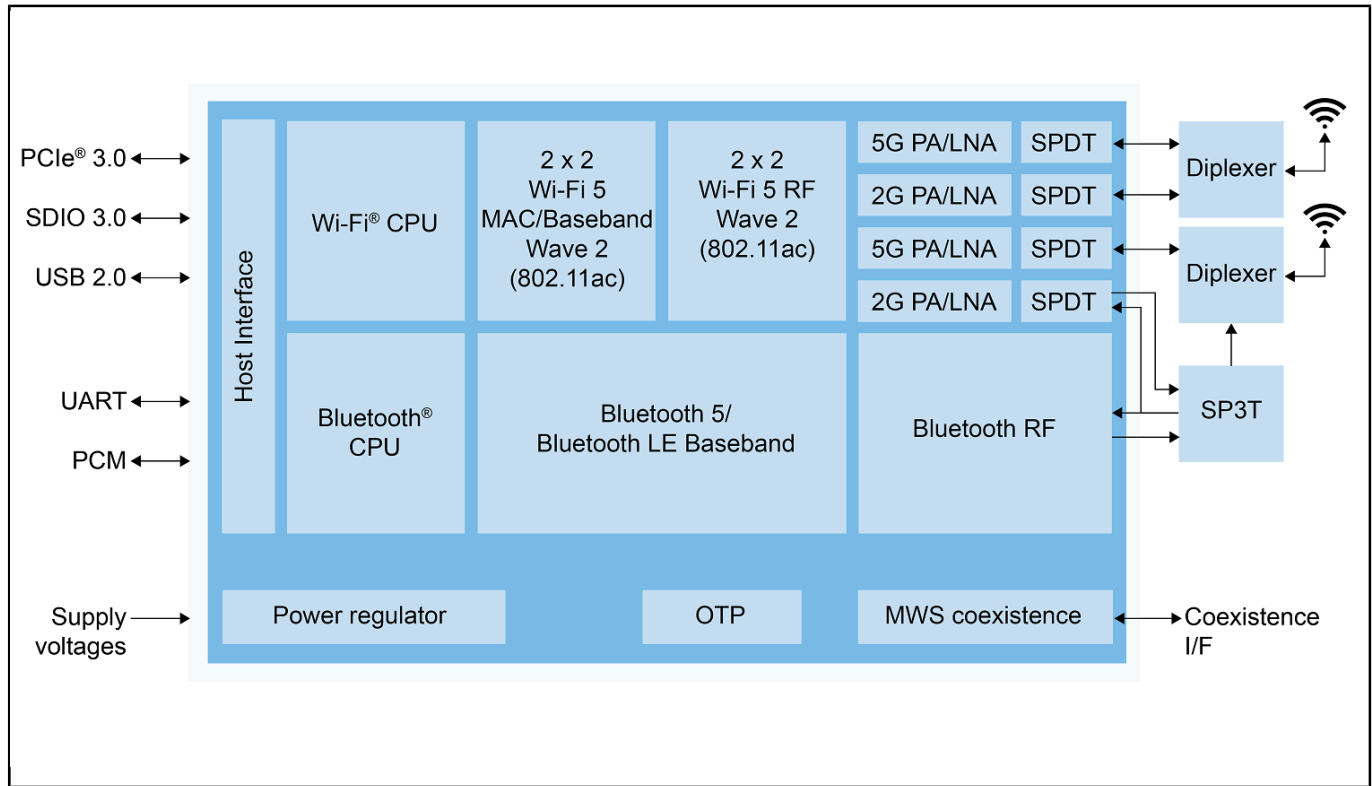 PCIe® 3.0
SDIO 3.0
USB 2.0
UART
PCM
Supply
voltages
Host Interface
Wi-Fi® CPU
2 x 2
Wi-Fi 5
MAC/Baseband
Wave 2
(802.11ac)
2 x 2
Wi-Fi 5 RF
Wave 2
(802.11ac)
5G PA/LNA
SPDT
2G PA/LNA
SPDT
5G PA/LNA
SPDT
2G PA/LNA
SPDT
Diplexer
Diplexer
SP3T
Bluetooth®
CPU
Bluetooth 5/
Bluetooth LE Baseband
Bluetooth RF
Power regulator
OTP
MWS coexistence
Coexistence
I/F